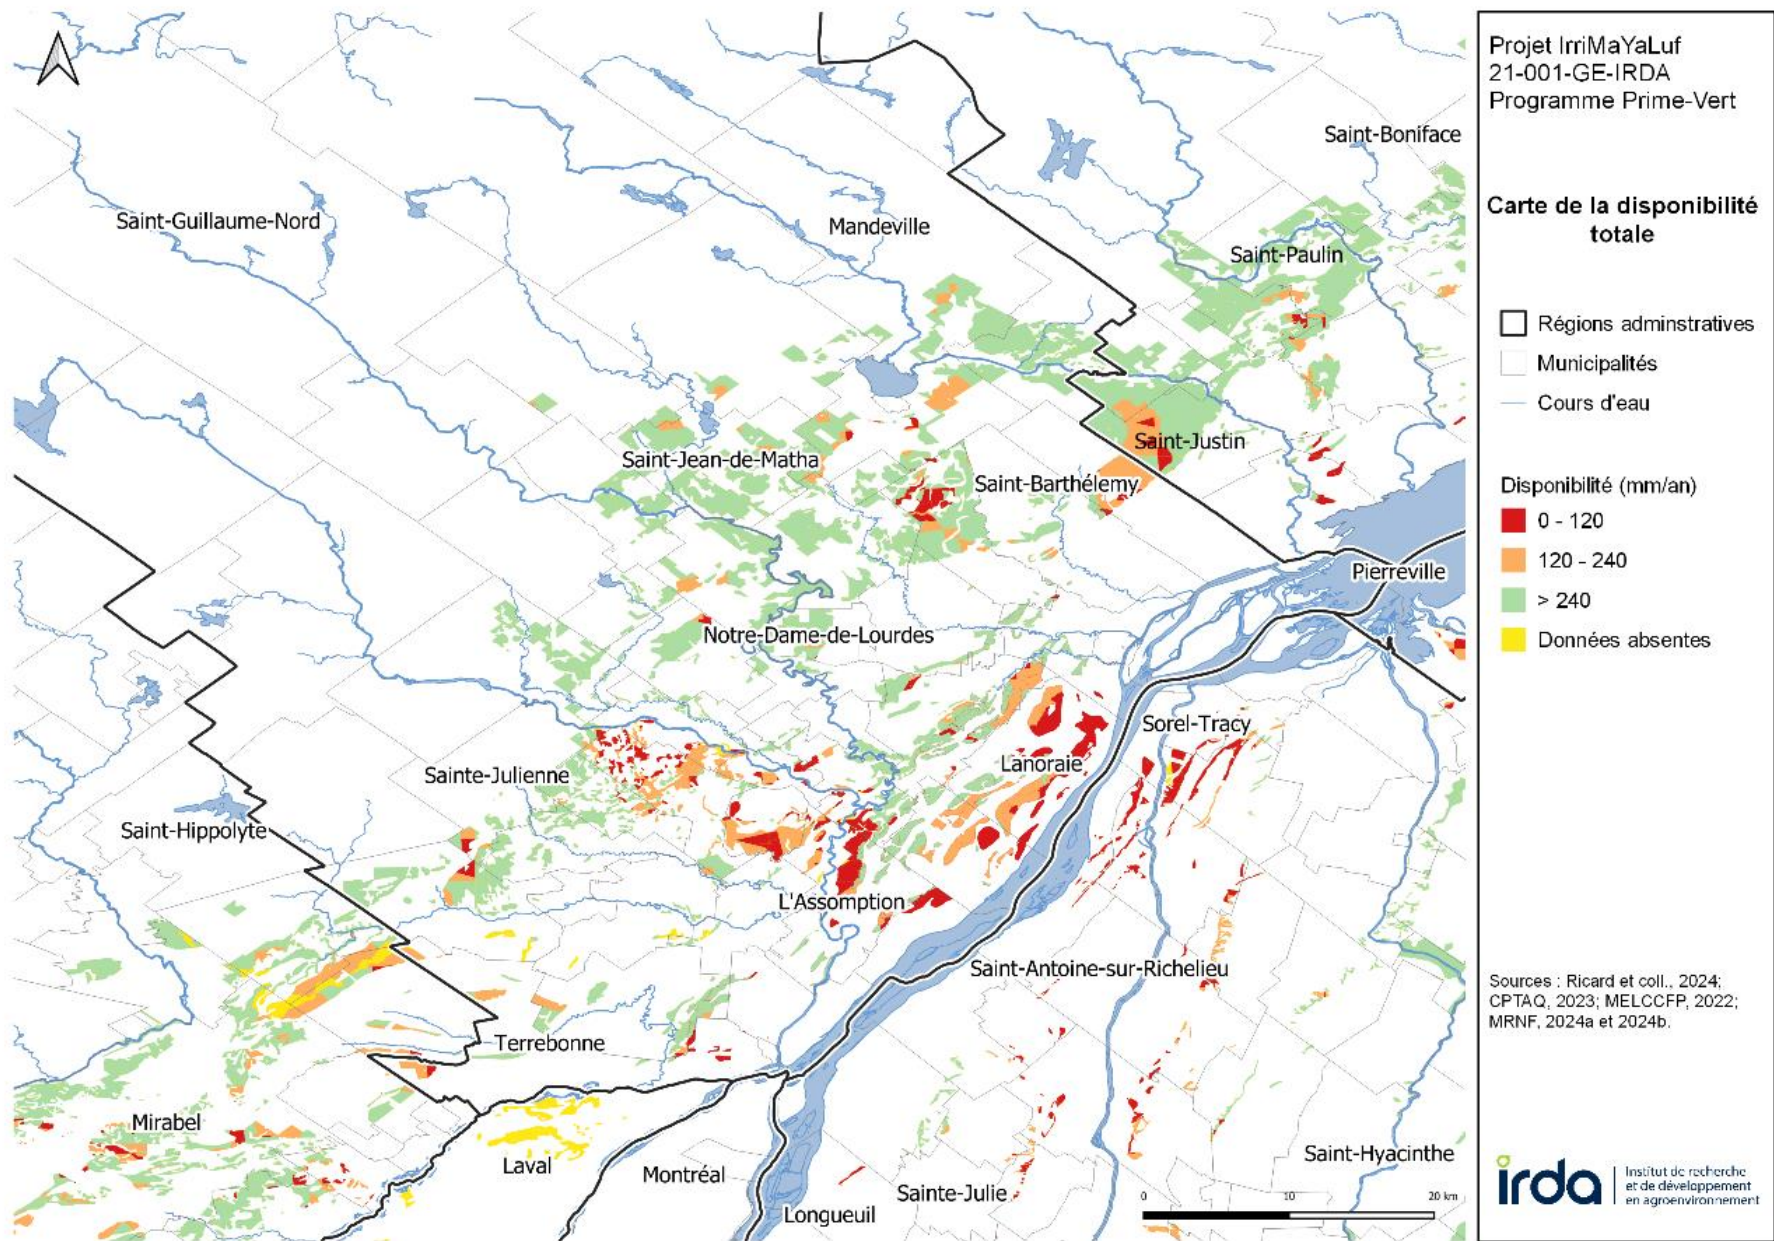 Saint-Boniface
Saint-Guillaume-Nord
Mandeville
Saint-Paulin
Saint-Justin
Saint-Jean-de-Matha
Saint-Barthélemy
Pierreville
Notre-Dame-de-Lourdes
Sorel-Tracy
Lanoraie
Sainte-Julienne
Saint-Hippolyte
L'Assomption
Saint-Antoine-sur-Richelieu
Terrebonne
Mirabel
Laval
Montréal
Saint-Hyacinthe
Sainte-Julie
Longueuil
0 10 20 km
Projet IrriMaYaLuf
21-001-GE-IRDA
Programme Prime-Vert
Carte de la disponibilité
totale
Régions adminstratives
Municipalités
Cours d'eau
Disponibilité (mm/an)
0 - 120
120 - 240
> 240
Données absentes
Sources : Ricard et coll., 2024;
CPTAQ, 2023; MELCCFP, 2022;
MRNF, 2024a et 2024b.
irda
Institut de recherche
et de développement
en agroenvironnement